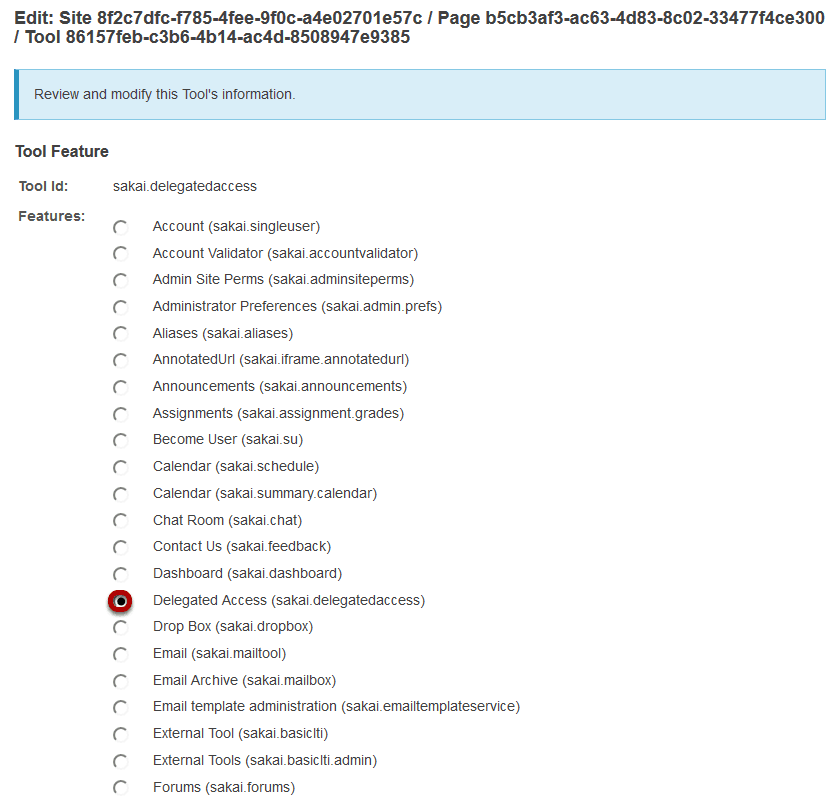 Edit: Site 8f2c7dfc-f785-4fee-9f0c-a4e02701e57c / Page b5cb3af3-ac63-4d83-8c02-33477f4ce300
/ Tool 86157feb-c3b6-4b14-ac4d-8508947e9385
Review and modify this Tool's information.
Tool Feature
Tool Id: sakai.delegatedaccess
Features:
Account (sakai.singleuser)
Account Validator (sakai.accountvalidator)
Admin Site Perms (sakai.adminsiteperms)
Administrator Preferences (sakai.admin.prefs)
Aliases (sakai.aliases)
AnnotatedUrl (sakai.iframe.annotatedurl)
Announcements (sakai.announcements)
Assignments (sakai.assignment.grades)
Become User (sakai.su)
Calendar (sakai.schedule)
Calendar (sakai.summary.calendar)
Chat Room (sakai.chat)
Contact Us (sakai.feedback)
Dashboard (sakai.dashboard)
Delegated Access (sakai.delegatedaccess)
Drop Box (sakai.dropbox)
Email (sakai.mailtool)
Email Archive (sakai.mailbox)
Email template administration (sakai.emailtemplateservice)
External Tool (sakai.basiclti)
External Tools (sakai.basiclti.admin)
Forums (sakai.forums)